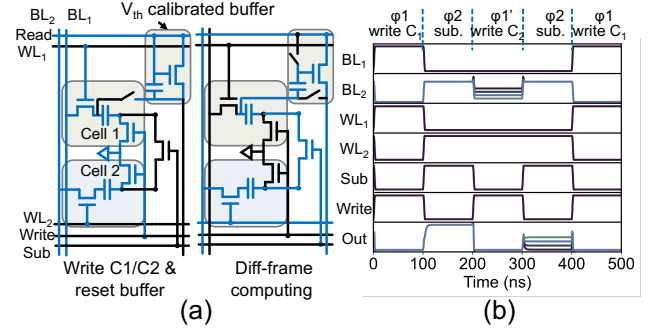 V_th calibrated buffer
BL₂ BL₁
Read
WL₁
Cell 1
Cell 2
WL₂
Write
Sub
Write C1/C2 &
reset buffer
Diff-frame
computing
(a)
φ1 φ2 φ1' φ2 φ1
write C₁ sub. write C₂ sub. write C₁
BL₁
BL₂
WL₁
WL₂
Sub
Write
Out
0 100 200 300 400 500
Time (ns)
(b)